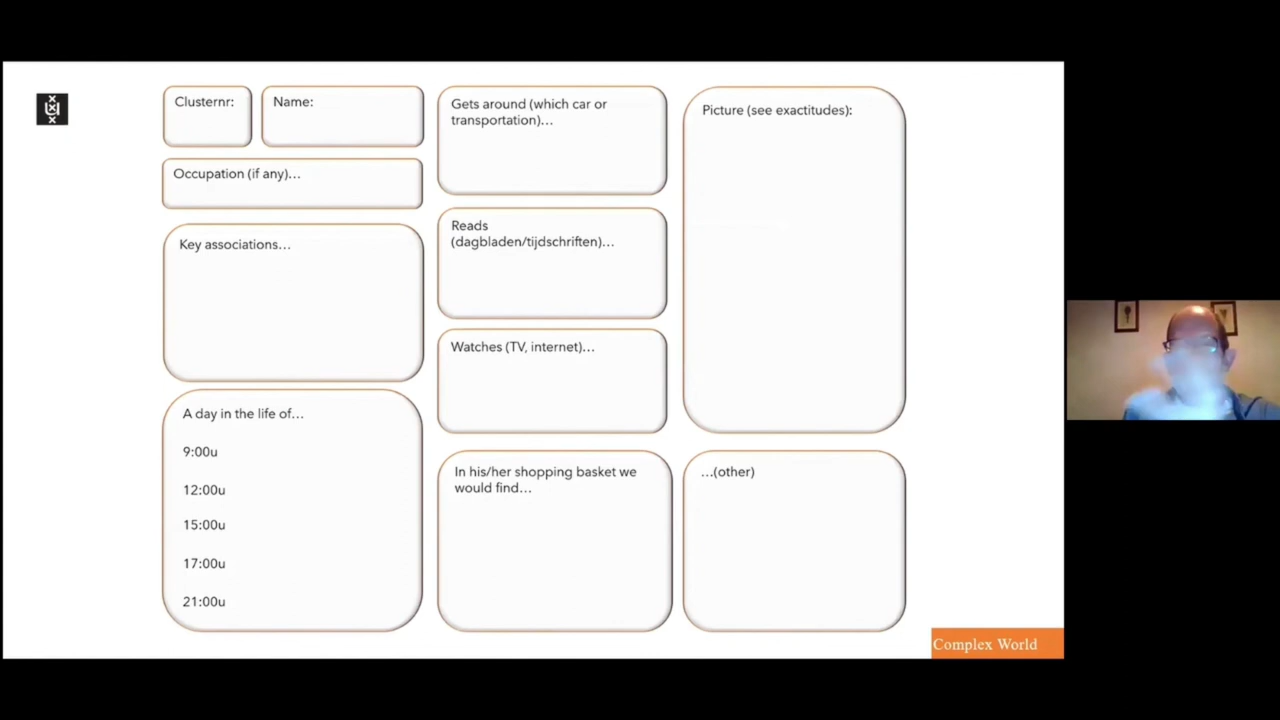 Clusternr:
Name:
Occupation (if any)...
Key associations...
A day in the life of...
9:00u
12:00u
15:00u
17:00u
21:00u
Gets around (which car or
transportation)...
Reads
(dagbladen/tijdschriften)...
Watches (TV, internet)...
In his/her shopping basket we
would find...
Picture (see exactitudes):
...(other)
Complex World